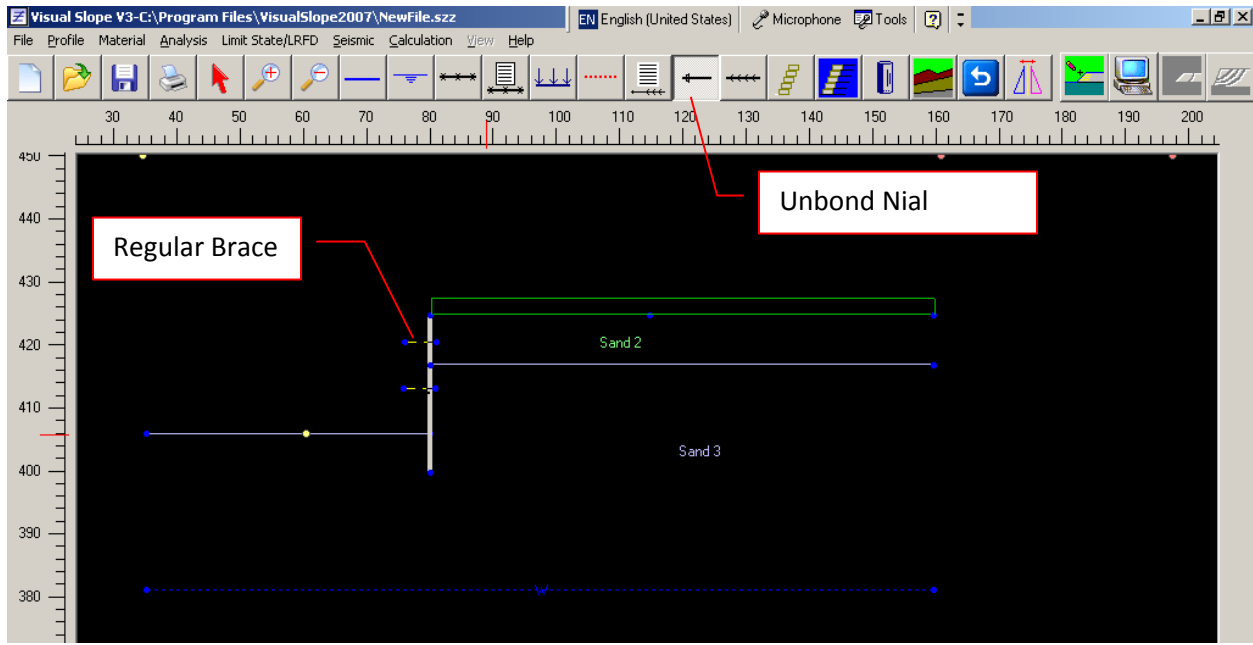 Visual Slope V3-C:\Program Files\VisualSlope2007\NewFile.szz EN English (United States) Microphone Tools ?
File Profile Material Analysis Limit State/LRFD Seismic Calculation View Help
30 40 50 60 70 80 90 100 110 120 130 140 150 160 170 180 190 200
450
Unbond Nial
440
Regular Brace
430
420 Sand 2
410
Sand 3
400
390
380 W